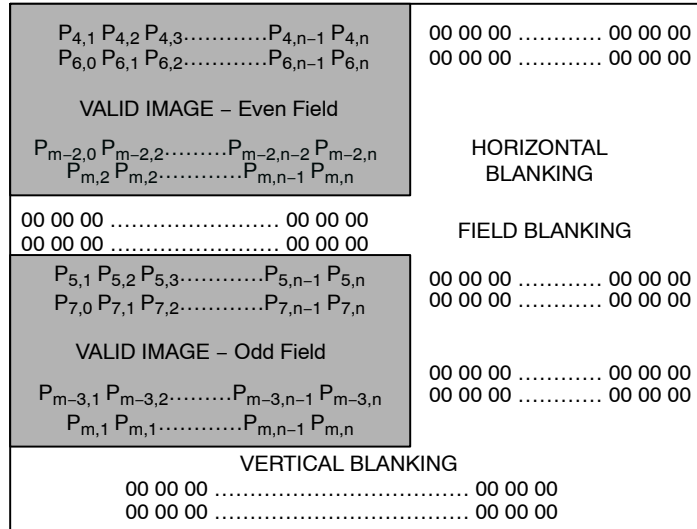 P4,1 P4,2 P4,3............P4,n−1 P4,n
00 00 00 ............ 00 00 00
P6,0 P6,1 P6,2............P6,n−1 P6,n
00 00 00 ............ 00 00 00
VALID IMAGE − Even Field
Pm−2,0 Pm−2,2.........Pm−2,n−2 Pm−2,n
Pm,2 Pm,2............Pm,n−1 Pm,n
HORIZONTAL
BLANKING
00 00 00 ......................... 00 00 00
00 00 00 ......................... 00 00 00
FIELD BLANKING
P5,1 P5,2 P5,3............P5,n−1 P5,n
00 00 00 ............ 00 00 00
P7,0 P7,1 P7,2............P7,n−1 P7,n
00 00 00 ............ 00 00 00
VALID IMAGE − Odd Field
Pm−3,1 Pm−3,2.........Pm−3,n−1 Pm−3,n
00 00 00 ............ 00 00 00
Pm,1 Pm,1............Pm,n−1 Pm,n
00 00 00 ............ 00 00 00
VERTICAL BLANKING
00 00 00 ..................................... 00 00 00
00 00 00 ..................................... 00 00 00